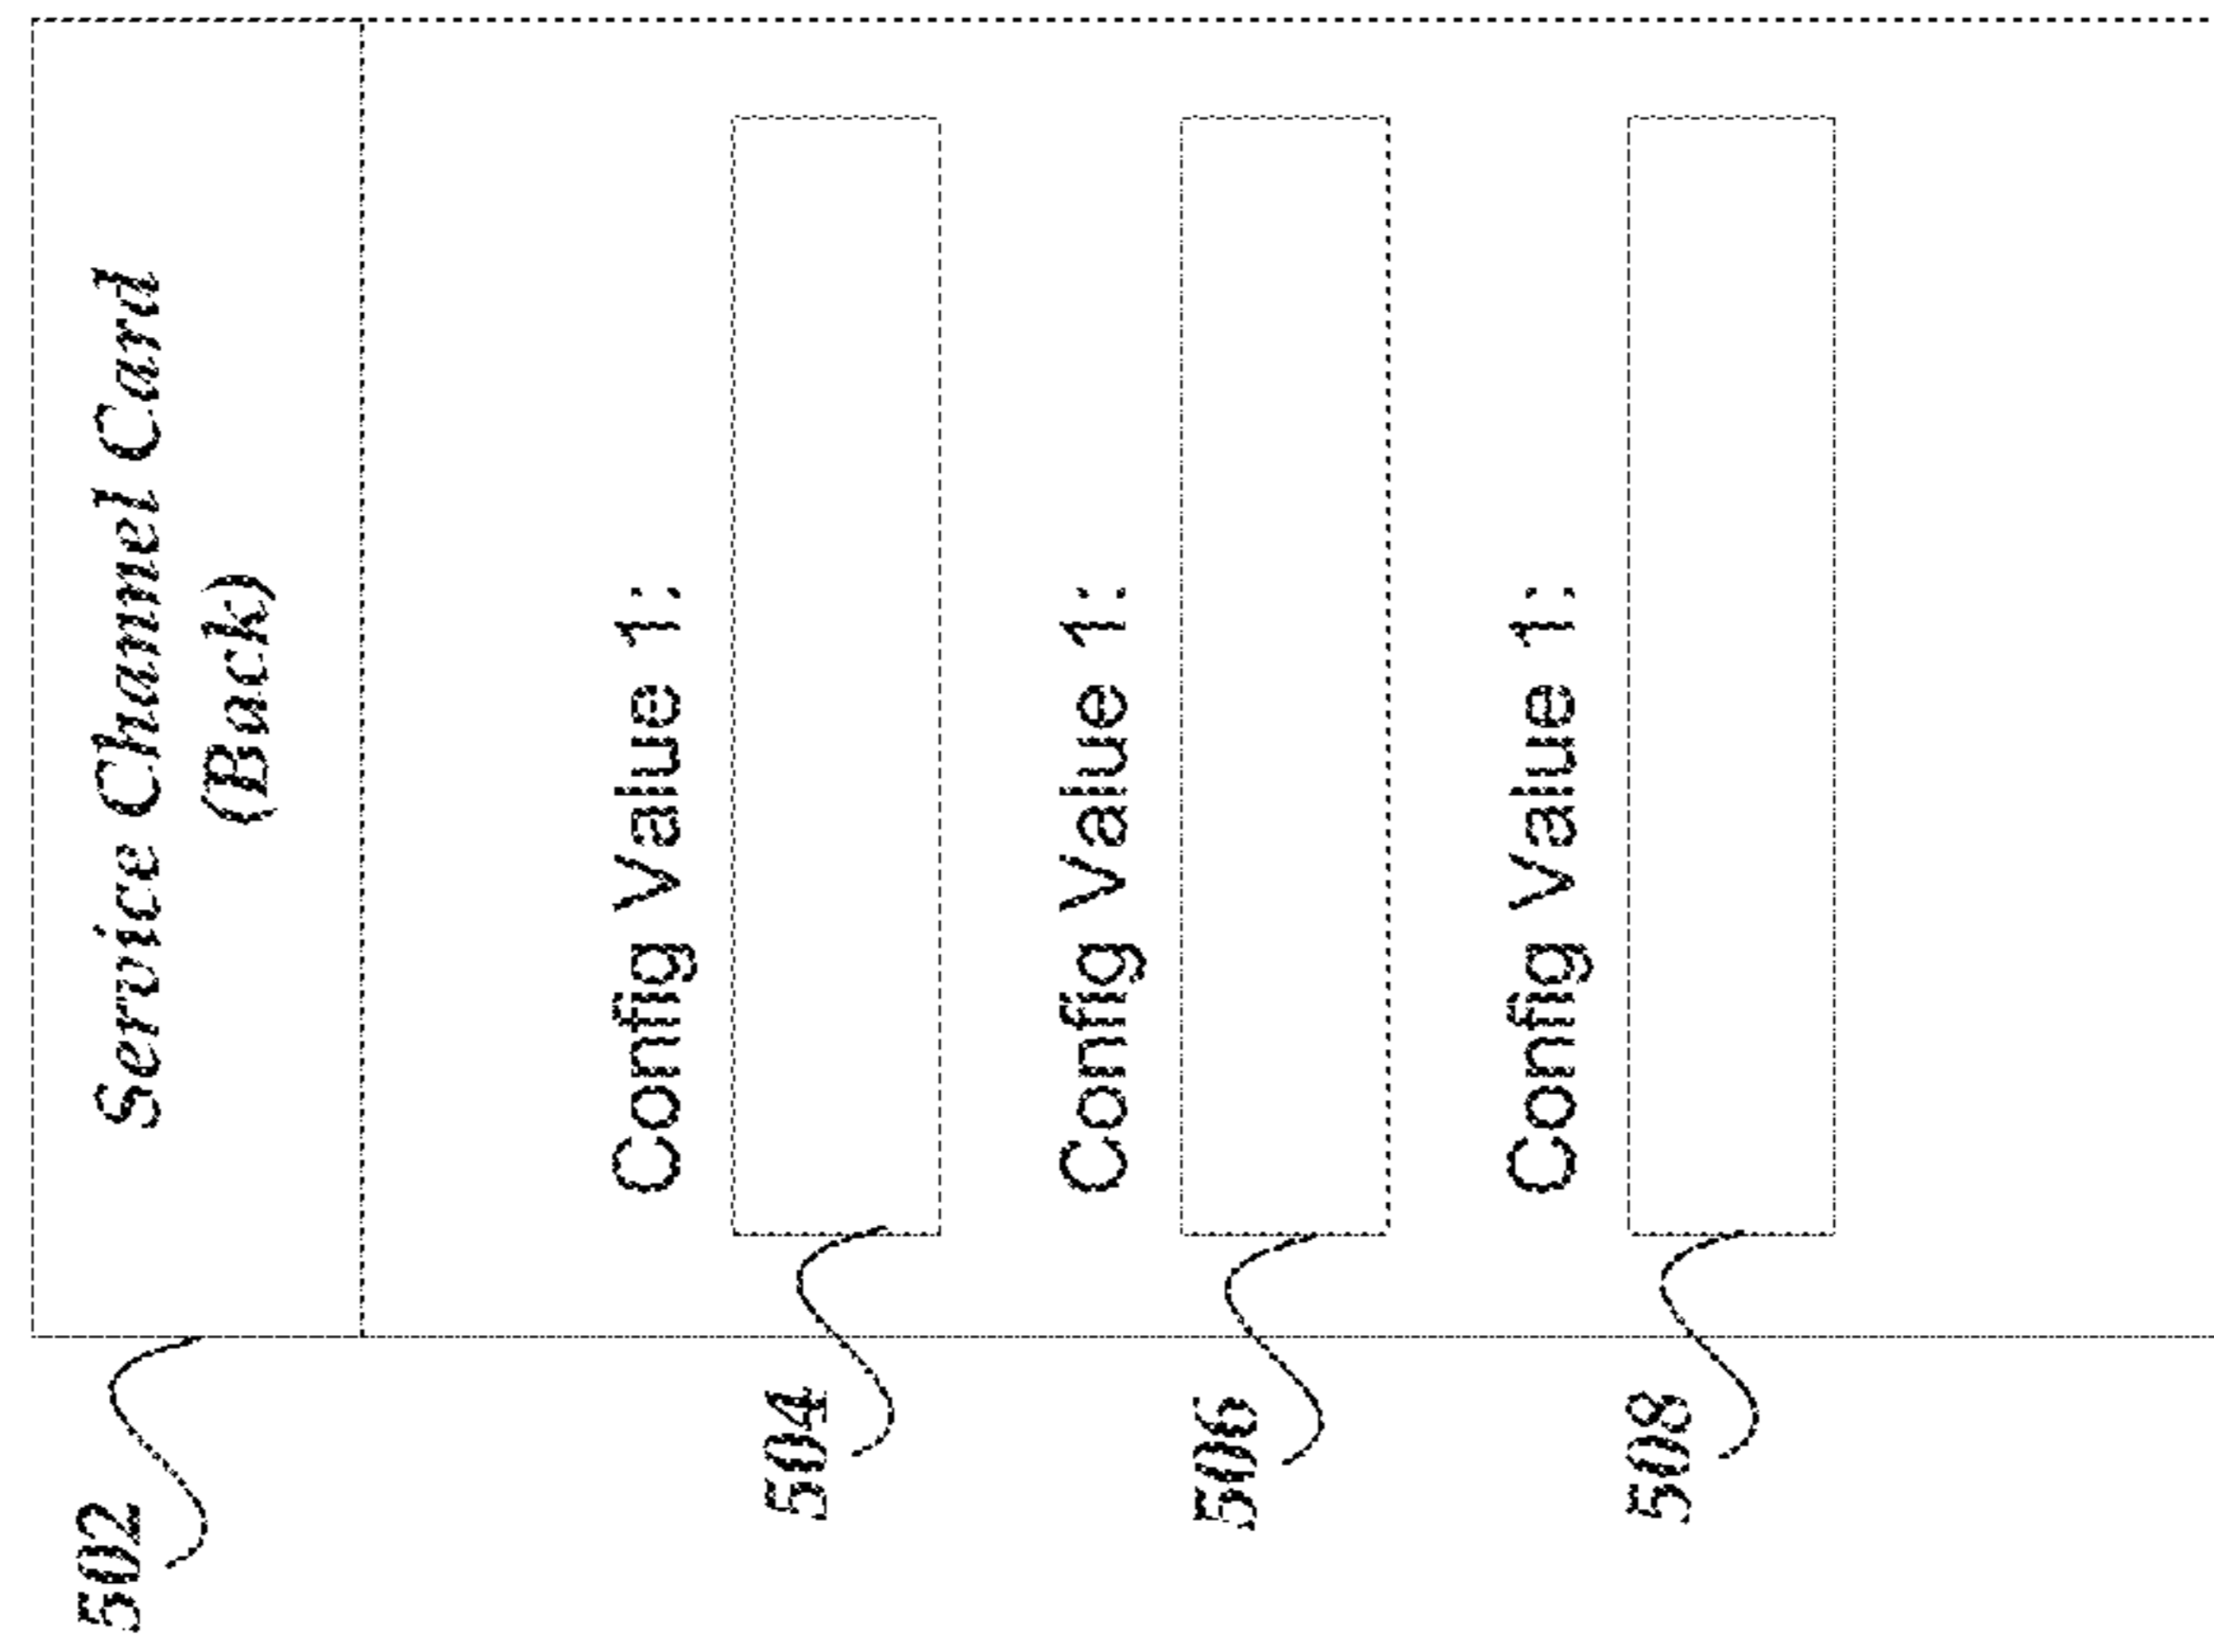 502
Service Channel Card
(Back)
Config Value 1:
504
Config Value 1:
506
Config Value 1:
508